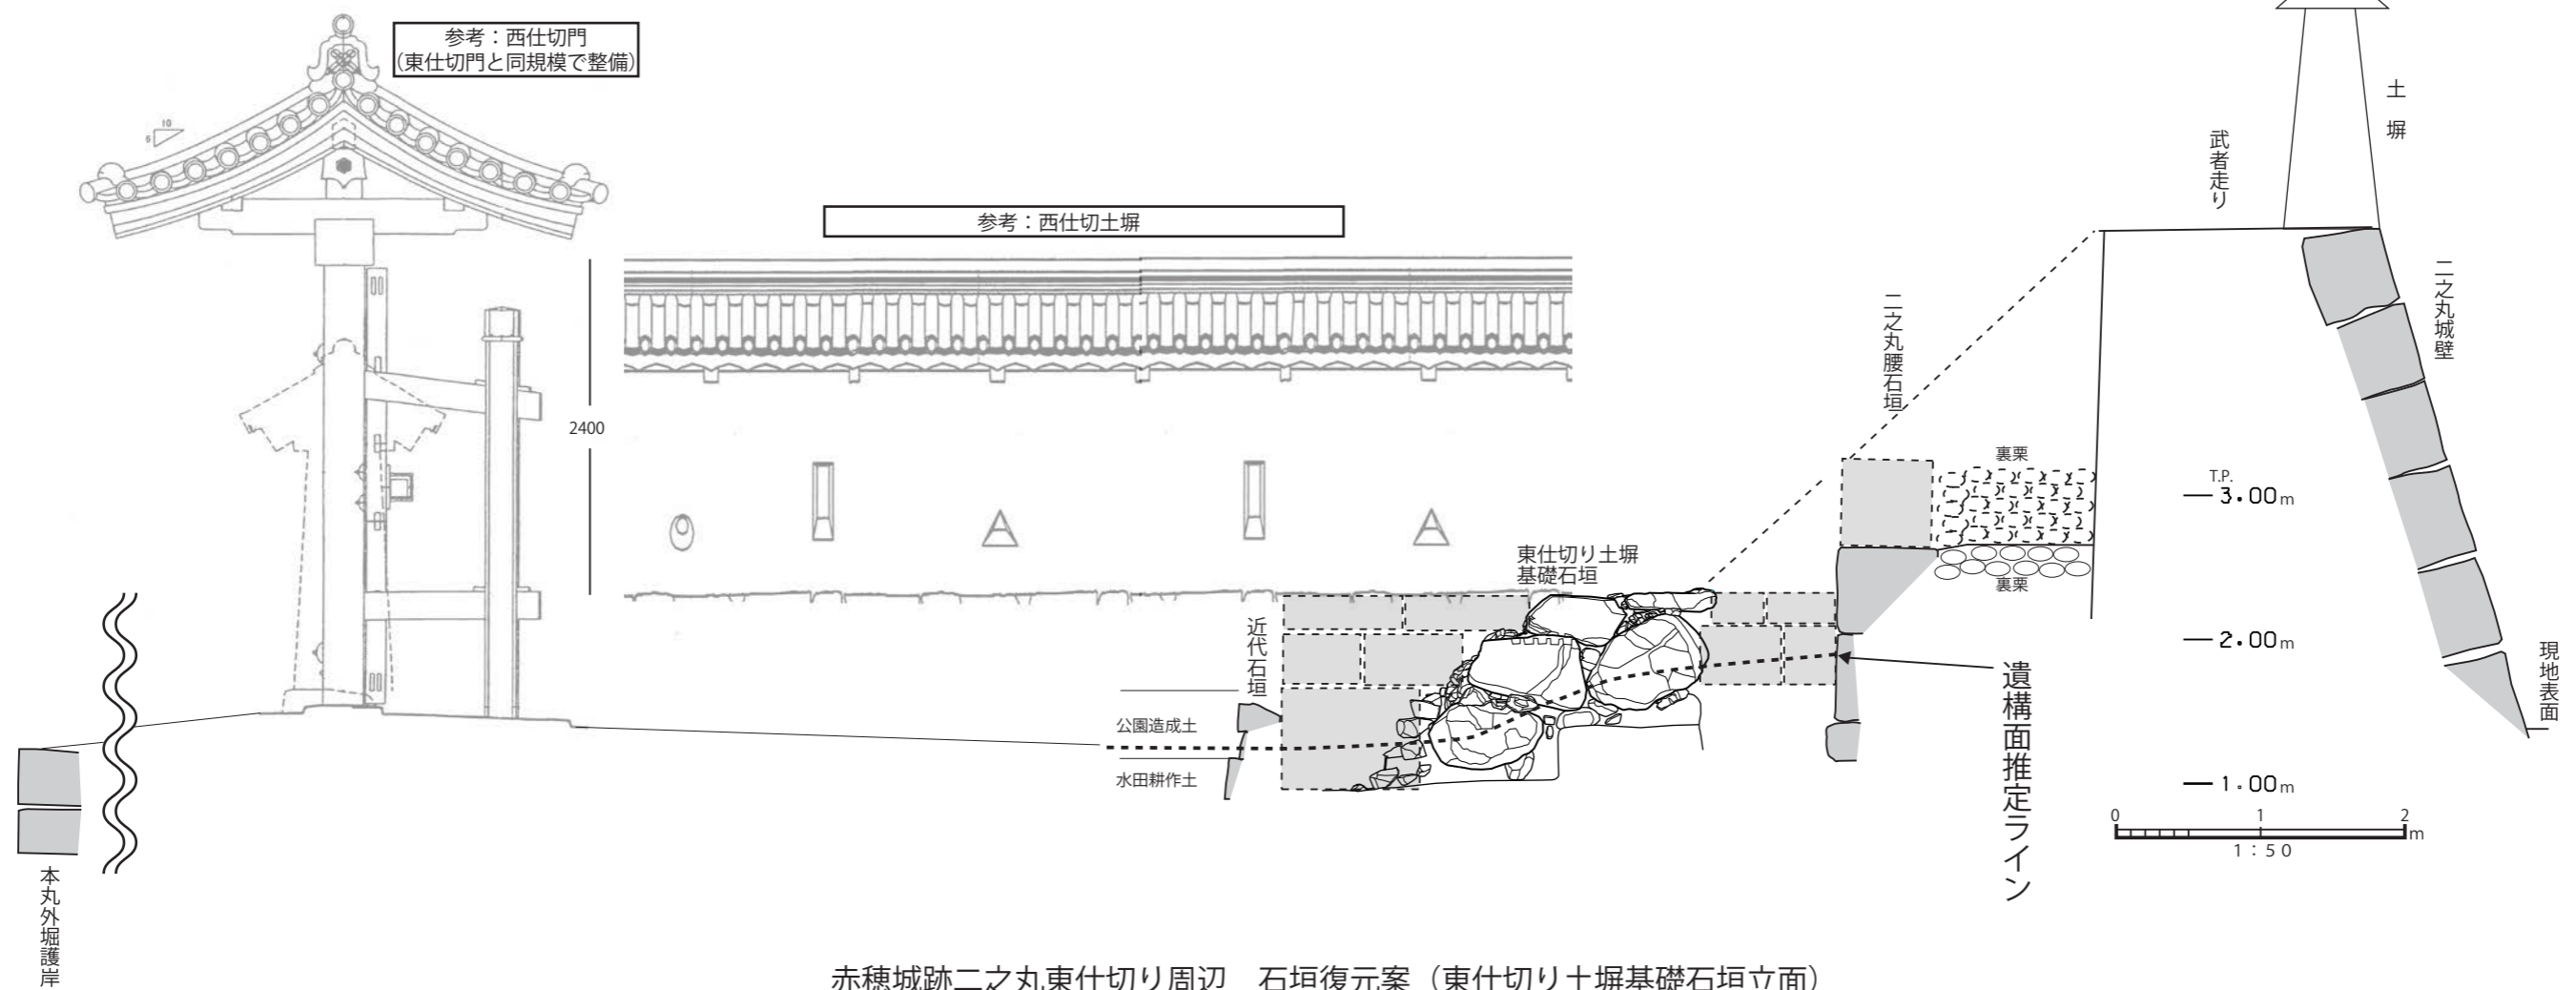 参考：西仕切門
（東仕切門と同規模で整備）
10
6
参考：西仕切土塀
2400
土塀
武者走り
二之丸城壁
二之丸腰石垣
裏栗
裏栗
T.P.
3.00m
2.00m
1.00m
東仕切り土塀
基礎石垣
近代石垣
公園造成土
水田耕作土
遺構面推定ライン
現地表面
0 1 2 m
1：50
本丸外堀護岸
赤穂城跡二之丸東仕切り周辺　石垣復元案（東仕切り土塀基礎石垣立面）